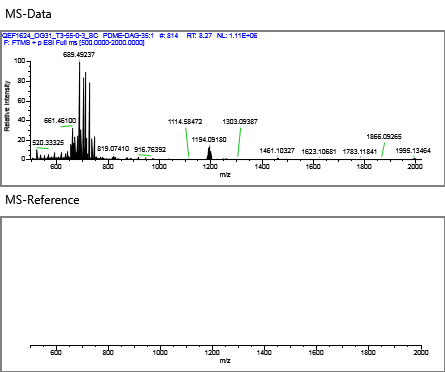 MS-Data
QEF1624_OG31_T3-55-0-3_SC PDME-DAG-35:1 #: 814 RT: 8.27 NL: 1.11E+06
F: FTMS + p ESI Full ms [500.0000-2000.0000]
689.49237
100
80
60
40
20
0
Relative Intensity
661.46100
520.33325
819.07410
916.76392
1114.58472
1194.09180
1303.09387
1461.10327
1623.10681
1783.11841
1866.09265
1995.13464
600 800 1000 1200 1400 1600 1800 2000
m/z
MS-Reference
600 800 1000 1200 1400 1600 1800 2000
m/z